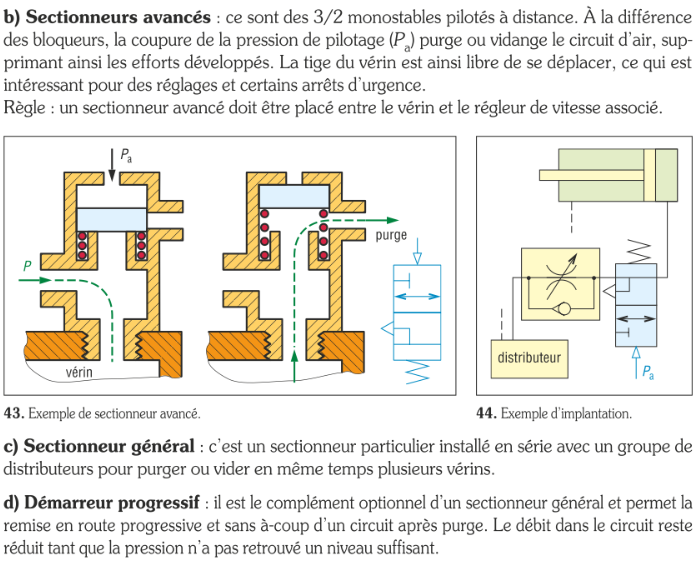 b) Sectionneurs avancés : ce sont des 3/2 monostables pilotés à distance. À la différence
des bloqueurs, la coupure de la pression de pilotage (Pa) purge ou vidange le circuit d'air, sup-
primant ainsi les efforts développés. La tige du vérin est ainsi libre de se déplacer, ce qui est
intéressant pour des réglages et certains arrêts d'urgence.
Règle : un sectionneur avancé doit être placé entre le vérin et le régleur de vitesse associé.
Pa
P
purge
vérin
distributeur
Pa
43. Exemple de sectionneur avancé.
44. Exemple d'implantation.
c) Sectionneur général : c'est un sectionneur particulier installé en série avec un groupe de
distributeurs pour purger ou vider en même temps plusieurs vérins.
d) Démarreur progressif : il est le complément optionnel d'un sectionneur général et permet la
remise en route progressive et sans à-coup d'un circuit après purge. Le débit dans le circuit reste
réduit tant que la pression n'a pas retrouvé un niveau suffisant.